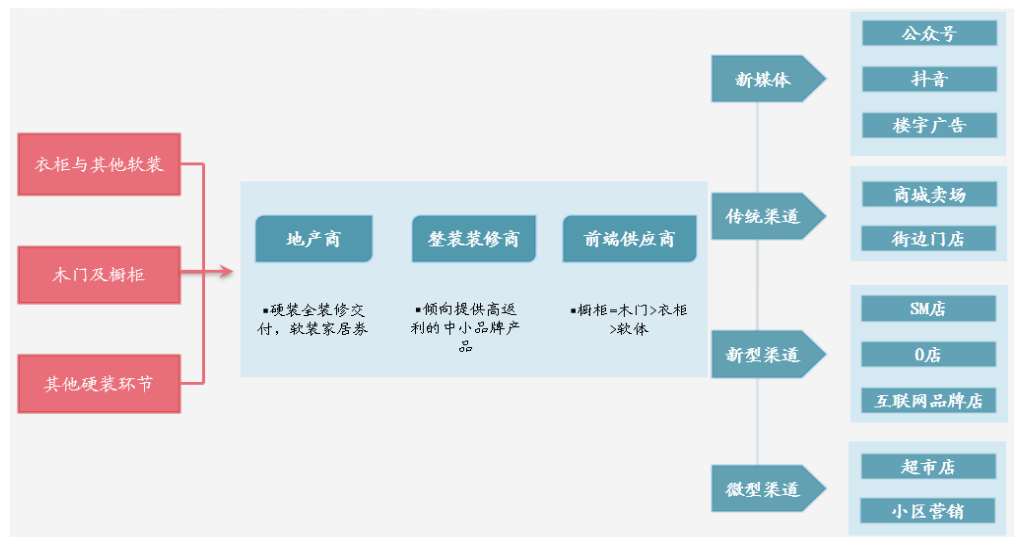 衣柜与其他软装
木门及橱柜
其他硬装环节
地产商
▪硬装全装修交
付，软装家居券
整装装修商
▪倾向提供高返
利的中小品牌产
品
前端供应商
▪橱柜=木门>衣柜
>软体
新媒体
公众号
抖音
楼宇广告
传统渠道
商城卖场
街边门店
新型渠道
SM店
O店
互联网品牌店
微型渠道
超市店
小区营销